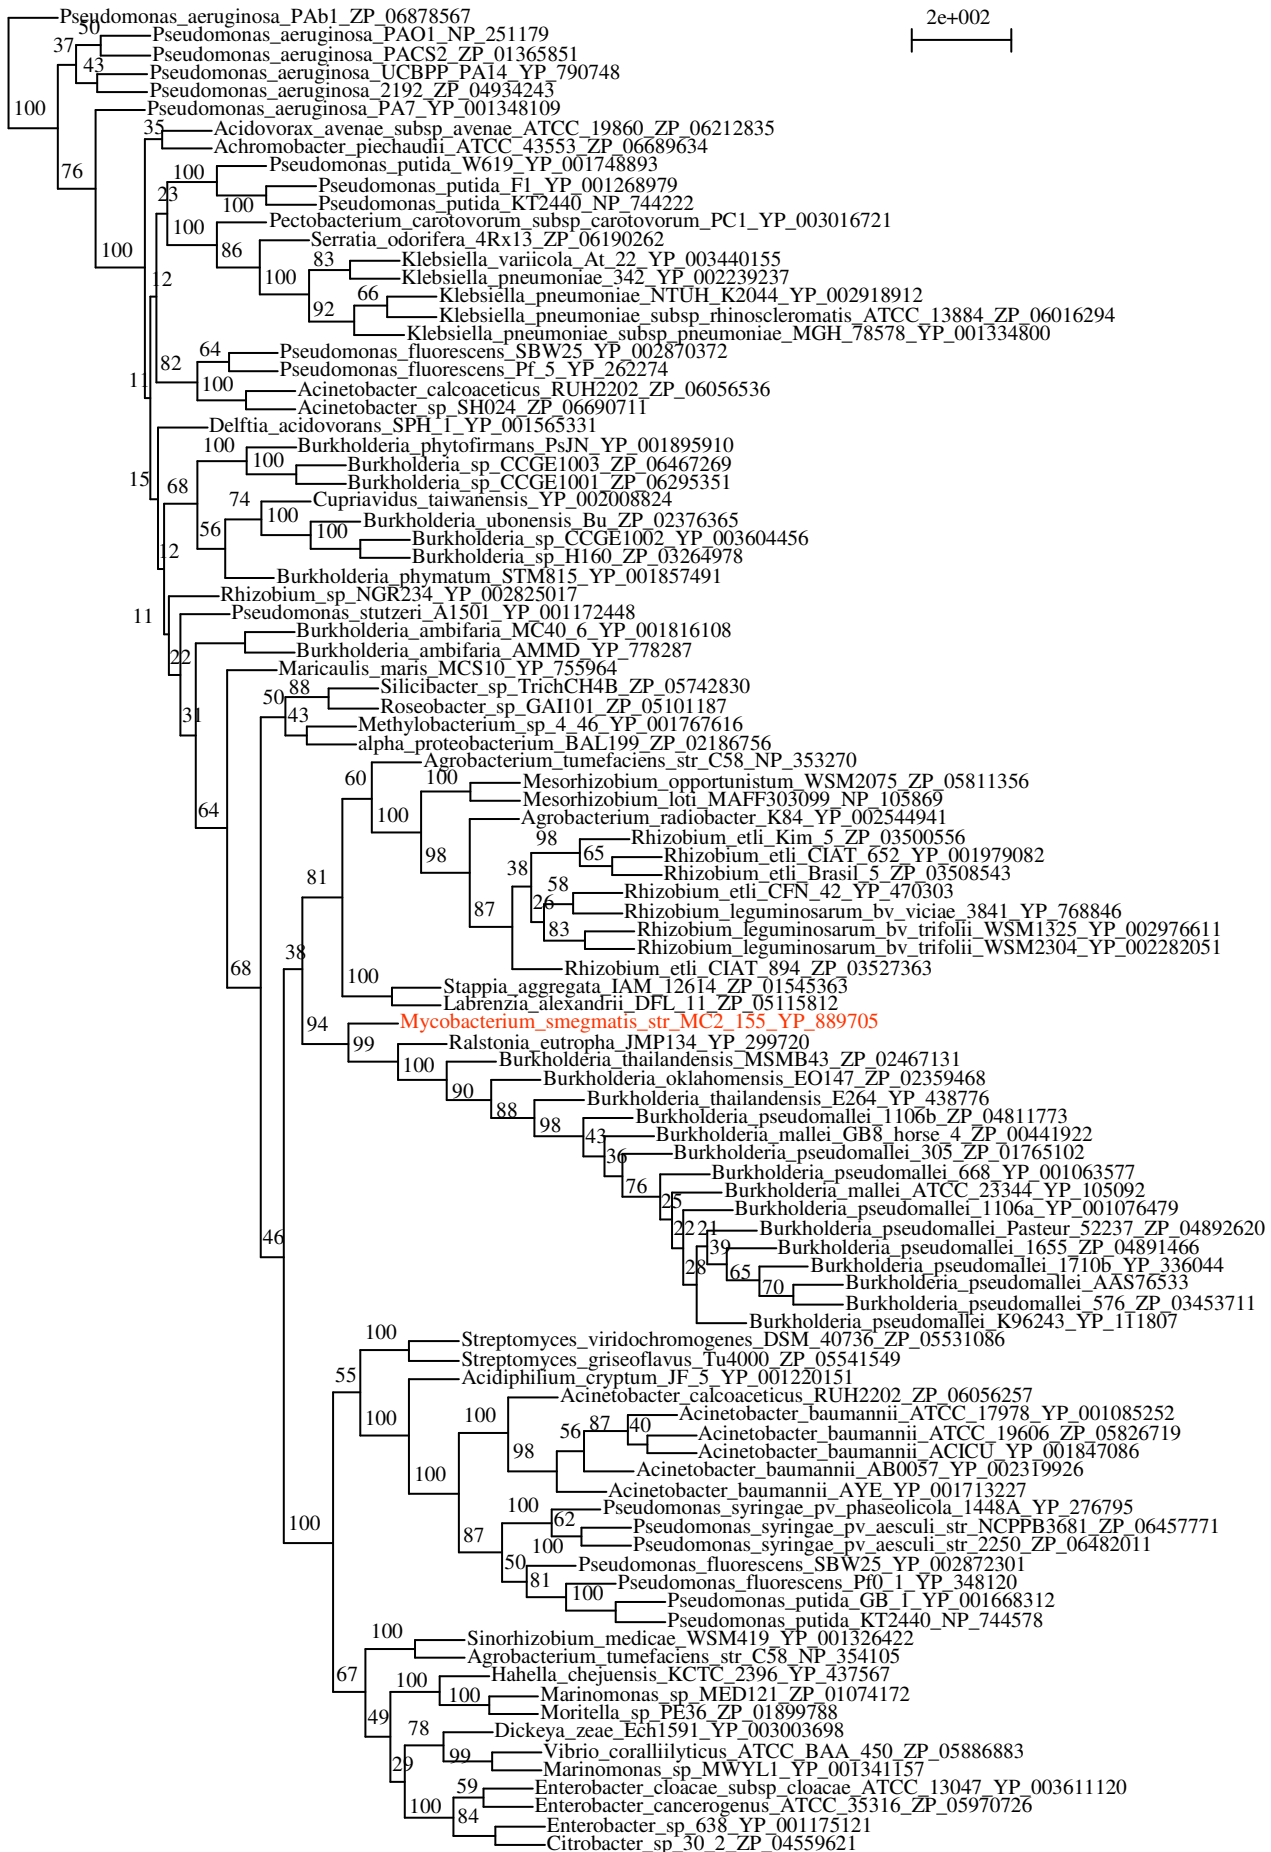 Pseudomonas_aeruginosa_PAb1_ZP_06878567
2e+002
50
Pseudomonas_aeruginosa_PAO1_NP_251179
37
Pseudomonas_aeruginosa_PACS2_ZP_01365851
43
Pseudomonas_aeruginosa_UCBPP_PA14_YP_790748
Pseudomonas_aeruginosa_2192_ZP_04934243
100
Pseudomonas_aeruginosa_PA7_YP_001348109
35
Acidovorax_avenae_subsp_avenae_ATCC_19860_ZP_06212835
Achromobacter_piechaudii_ATCC_43553_ZP_06689634
76
100
Pseudomonas_putida_W619_YP_001748893
Pseudomonas_putida_F1_YP_001268979
23
100
Pseudomonas_putida_KT2440_NP_744222
100
Pectobacterium_carotovorum_subsp_carotovorum_PC1_YP_003016721
100
86
Serratia_odorifera_4Rx13_ZP_06190262
83
Klebsiella_variicola_At_22_YP_003440155
12
100
Klebsiella_pneumoniae_342_YP_002239237
66
Klebsiella_pneumoniae_NTUH_K2044_YP_002918912
92
Klebsiella_pneumoniae_subsp_rhinoscleromatis_ATCC_13884_ZP_06016294
Klebsiella_pneumoniae_subsp_pneumoniae_MGH_78578_YP_001334800
64
Pseudomonas_fluorescens_SBW25_YP_002870372
82
Pseudomonas_fluorescens_Pf_5_YP_262274
11
100
Acinetobacter_calcoaceticus_RUH2202_ZP_06056536
Acinetobacter_sp_SH024_ZP_06690711
Delftia_acidovorans_SPH_1_YP_001565331
100
Burkholderia_phytofirmans_PsJN_YP_001895910
100
Burkholderia_sp_CCGE1003_ZP_06467269
15
68
Burkholderia_sp_CCGE1001_ZP_06295351
74
Cupriavidus_taiwanensis_YP_002008824
100
Burkholderia_ubonensis_Bu_ZP_02376365
56
100
Burkholderia_sp_CCGE1002_YP_003604456
12
Burkholderia_sp_H160_ZP_03264978
Burkholderia_phymatum_STM815_YP_001857491
Rhizobium_sp_NGR234_YP_002825017
11
Pseudomonas_stutzeri_A1501_YP_001172448
Burkholderia_ambifaria_MC40_6_YP_001816108
22
Burkholderia_ambifaria_AMMD_YP_778287
Maricaulis_maris_MCS10_YP_755964
50
88
Silicibacter_sp_TrichCH4B_ZP_05742830
31
43
Roseobacter_sp_GAI101_ZP_05101187
Methylobacterium_sp_4_46_YP_001767616
alpha_proteobacterium_BAL199_ZP_02186756
Agrobacterium_tumefaciens_str_C58_NP_353270
60
100
Mesorhizobium_opportunistum_WSM2075_ZP_05811356
Mesorhizobium_loti_MAFF303099_NP_105869
64
100
Agrobacterium_radiobacter_K84_YP_002544941
98
Rhizobium_etli_Kim_5_ZP_03500556
65
Rhizobium_etli_CIAT_652_YP_001979082
98
38
Rhizobium_etli_Brasil_5_ZP_03508543
81
58
Rhizobium_etli_CFN_42_YP_470303
87
26
Rhizobium_leguminosarum_bv_viciae_3841_YP_768846
83
Rhizobium_leguminosarum_bv_trifolii_WSM1325_YP_002976611
Rhizobium_leguminosarum_bv_trifolii_WSM2304_YP_002282051
38
68
Rhizobium_etli_CIAT_894_ZP_03527363
100
Stappia_aggregata_IAM_12614_ZP_01545363
Labrenzia_alexandrii_DFL_11_ZP_05115812
94
Mycobacterium_smegmatis_str_MC2_155_YP_889705
99
Ralstonia_eutropha_JMP134_YP_299720
100
Burkholderia_thailandensis_MSMB43_ZP_02467131
90
Burkholderia_oklahomensis_EO147_ZP_02359468
88
Burkholderia_thailandensis_E264_YP_438776
98
Burkholderia_pseudomallei_1106b_ZP_04811773
43
Burkholderia_mallei_GB8_horse_4_ZP_00441922
36
Burkholderia_pseudomallei_305_ZP_01765102
76
Burkholderia_pseudomallei_668_YP_001063577
25
Burkholderia_mallei_ATCC_23344_YP_105092
Burkholderia_pseudomallei_1106a_YP_001076479
22
21
Burkholderia_pseudomallei_Pasteur_52237_ZP_04892620
46
39
Burkholderia_pseudomallei_1655_ZP_04891466
28
65
Burkholderia_pseudomallei_1710b_YP_336044
70
Burkholderia_pseudomallei_AAS76533
Burkholderia_pseudomallei_576_ZP_03453711
Burkholderia_pseudomallei_K96243_YP_111807
100
Streptomyces_viridochromogenes_DSM_40736_ZP_05531086
Streptomyces_griseoflavus_Tu4000_ZP_05541549
55
Acidiphilium_cryptum_JF_5_YP_001220151
Acinetobacter_calcoaceticus_RUH2202_ZP_06056257
100
100
Acinetobacter_baumannii_ATCC_17978_YP_001085252
56
87
40
Acinetobacter_baumannii_ATCC_19606_ZP_05826719
98
Acinetobacter_baumannii_ACICU_YP_001847086
100
Acinetobacter_baumannii_AB0057_YP_002319926
Acinetobacter_baumannii_AYE_YP_001713227
100
Pseudomonas_syringae_pv_phaseolicola_1448A_YP_276795
100
62
Pseudomonas_syringae_pv_aesculi_str_NCPPB3681_ZP_06457771
87
100
Pseudomonas_syringae_pv_aesculi_str_2250_ZP_06482011
50
Pseudomonas_fluorescens_SBW25_YP_002872301
81
Pseudomonas_fluorescens_Pf0_1_YP_348120
100
Pseudomonas_putida_GB_1_YP_001668312
Pseudomonas_putida_KT2440_NP_744578
100
Sinorhizobium_medicae_WSM419_YP_001326422
Agrobacterium_tumefaciens_str_C58_NP_354105
67
100
Hahella_chejuensis_KCTC_2396_YP_437567
100
Marinomonas_sp_MED121_ZP_01074172
49
Moritella_sp_PE36_ZP_01899788
78
Dickeya_zeae_Ech1591_YP_003003698
29
99
Vibrio_coralliilyticus_ATCC_BAA_450_ZP_05886883
Marinomonas_sp_MWYL1_YP_001341157
59
Enterobacter_cloacae_subsp_cloacae_ATCC_13047_YP_003611120
100
84
Enterobacter_cancerogenus_ATCC_35316_ZP_05970726
Enterobacter_sp_638_YP_001175121
Citrobacter_sp_30_2_ZP_04559621